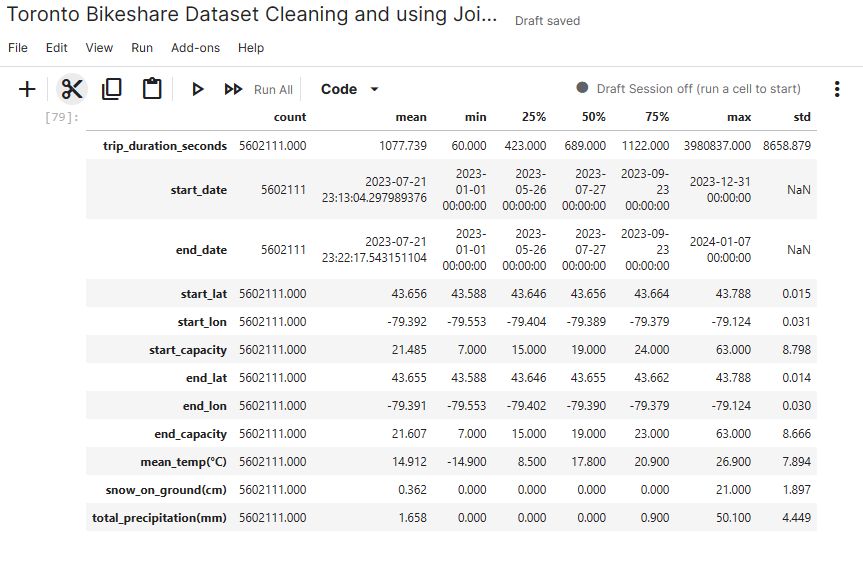 Toronto Bikeshare Dataset Cleaning and using Joi... Draft saved
File Edit View Run Add-ons Help
Run All Code Draft Session off (run a cell to start)
[79]:
count mean min 25% 50% 75% max std
trip_duration_seconds 5602111.000 1077.739 60.000 423.000 689.000 1122.000 3980837.000 8658.879
start_date 5602111 2023-07-21 23:13:04.297989376 2023-01-01 00:00:00 2023-05-26 00:00:00 2023-07-27 00:00:00 2023-09-23 00:00:00 2023-12-31 00:00:00 NaN
end_date 5602111 2023-07-21 23:22:17.543151104 2023-01-01 00:00:00 2023-05-26 00:00:00 2023-07-27 00:00:00 2023-09-23 00:00:00 2024-01-07 00:00:00 NaN
start_lat 5602111.000 43.656 43.588 43.646 43.656 43.664 43.788 0.015
start_lon 5602111.000 -79.392 -79.553 -79.404 -79.389 -79.379 -79.124 0.031
start_capacity 5602111.000 21.485 7.000 15.000 19.000 24.000 63.000 8.798
end_lat 5602111.000 43.655 43.588 43.646 43.655 43.662 43.788 0.014
end_lon 5602111.000 -79.391 -79.553 -79.402 -79.390 -79.379 -79.124 0.030
end_capacity 5602111.000 21.607 7.000 15.000 19.000 23.000 63.000 8.666
mean_temp(°C) 5602111.000 14.912 -14.900 8.500 17.800 20.900 26.900 7.894
snow_on_ground(cm) 5602111.000 0.362 0.000 0.000 0.000 0.000 21.000 1.897
total_precipitation(mm) 5602111.000 1.658 0.000 0.000 0.000 0.900 50.100 4.449